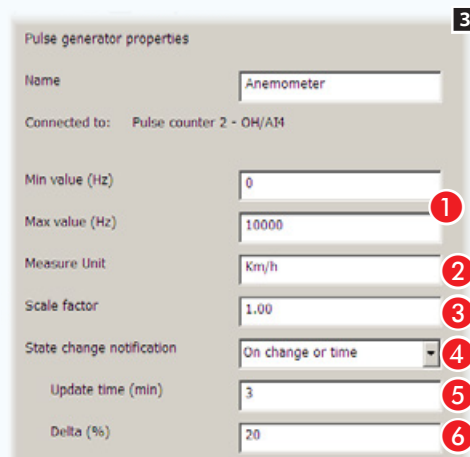 3
Pulse generator properties
Name Anemometer
Connected to: Pulse counter 2 - OH/AI4
Min value (Hz) 0
1
Max value (Hz) 10000
Measure Unit Km/h 2
Scale factor 1.00 3
State change notification On change or time 4
Update time (min) 3 5
Delta (%) 20 6